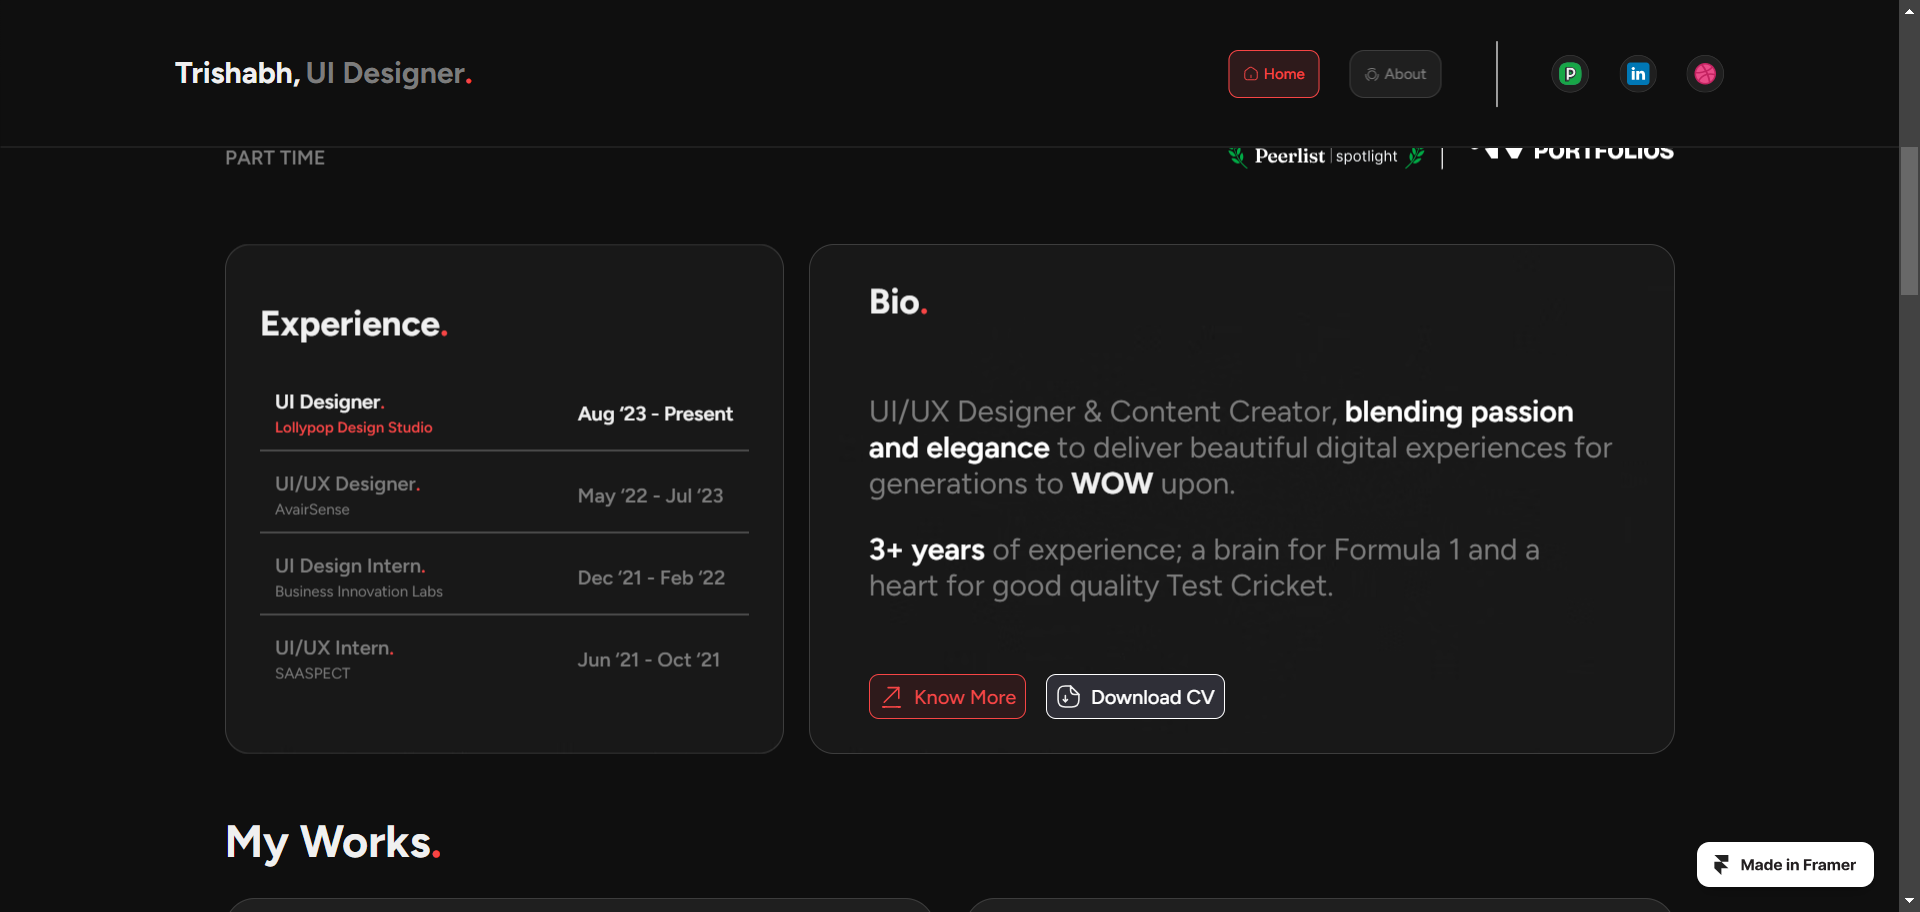 Trishabh, UI Designer.
Home
About
PART TIME
Peerlist | spotlight
PORTFOLIOS
Experience.
UI Designer.
Lollypop Design Studio
Aug ‘23 - Present
UI/UX Designer.
AvairSense
May ‘22 - Jul ‘23
UI Design Intern.
Business Innovation Labs
Dec ‘21 - Feb ‘22
UI/UX Intern.
SAASPECT
Jun ‘21 - Oct ‘21
Bio.
UI/UX Designer & Content Creator, blending passion
and elegance to deliver beautiful digital experiences for
generations to WOW upon.
3+ years of experience; a brain for Formula 1 and a
heart for good quality Test Cricket.
Know More
Download CV
My Works.
Made in Framer